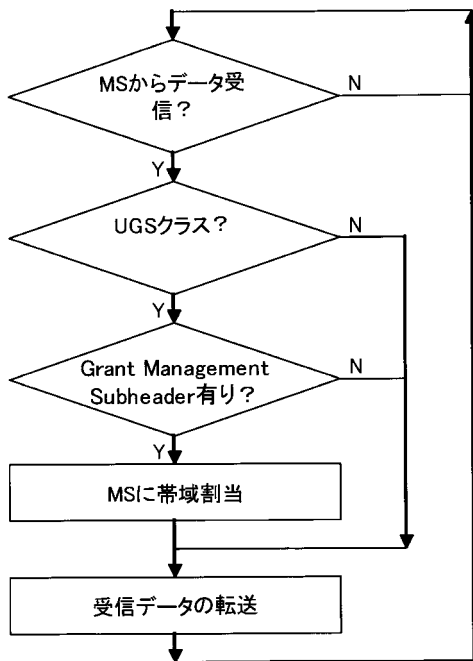 MSからデータ受
信？
N
Y
UGSクラス？
N
Y
Grant Management
Subheader有り？
N
Y
MSに帯域割当
受信データの転送